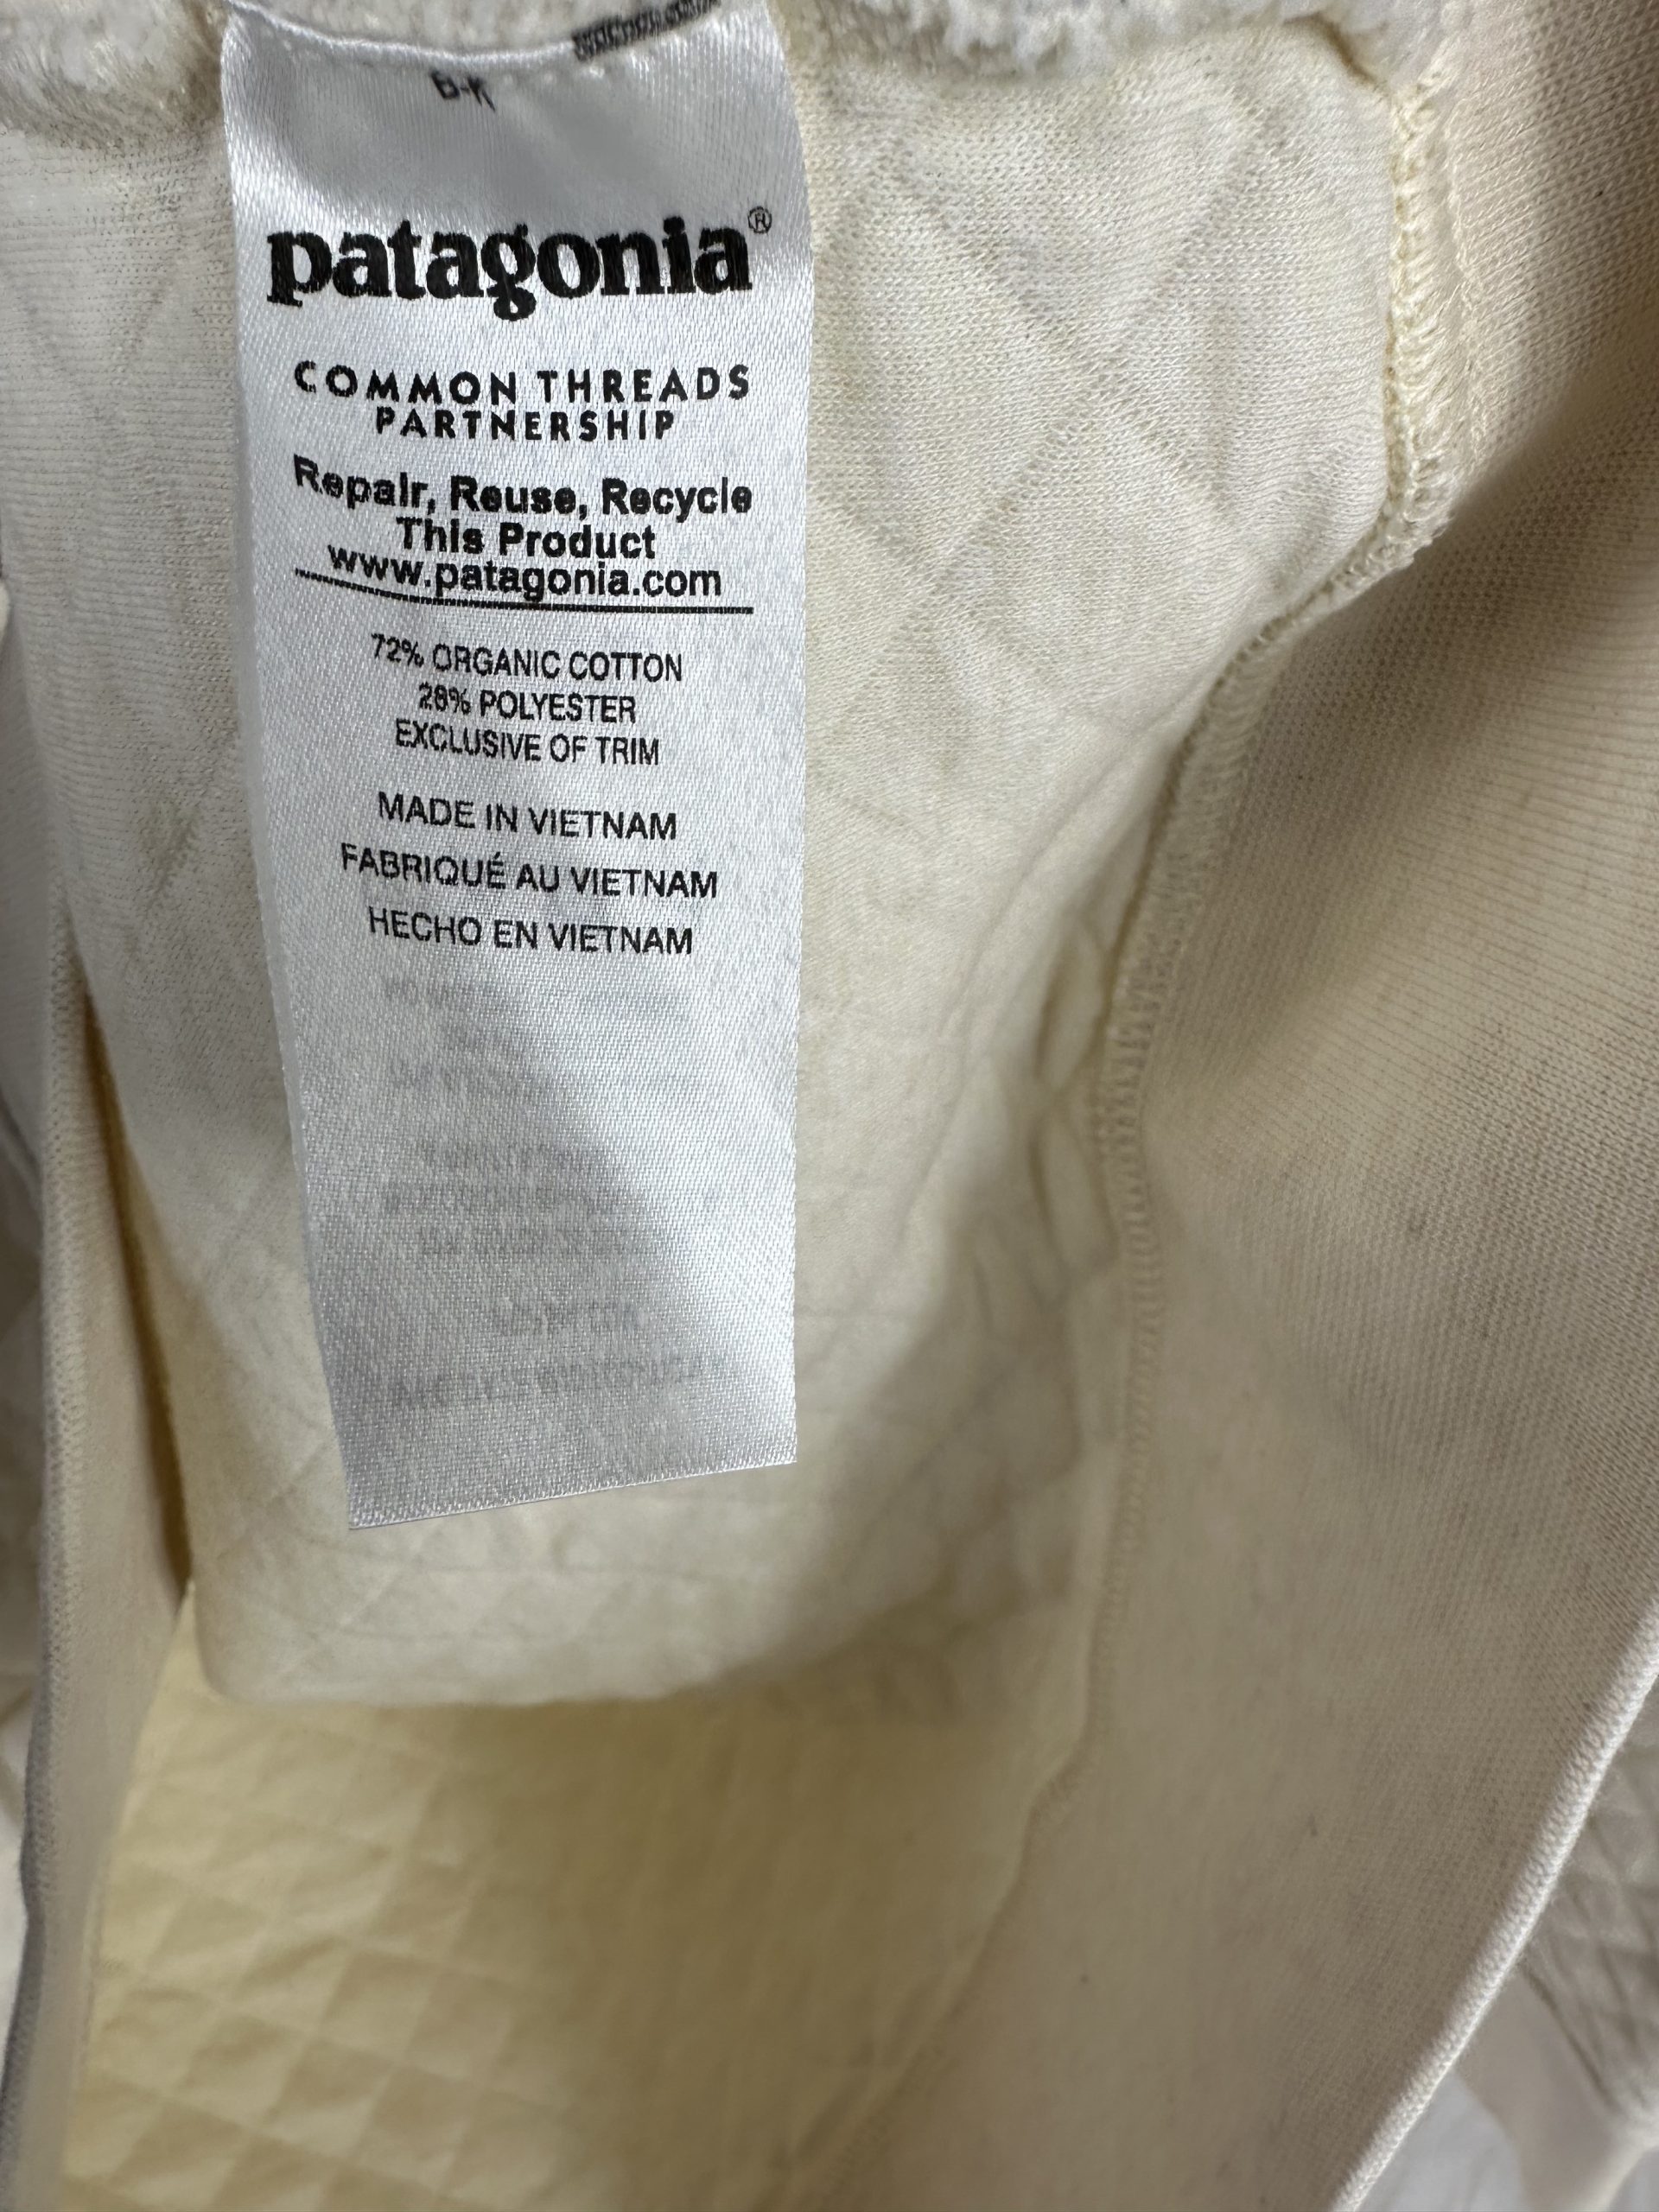 B-K
patagonia®
COMMON THREADS
PARTNERSHIP
Repair, Reuse, Recycle
This Product
www.patagonia.com
72% ORGANIC COTTON
28% POLYESTER
EXCLUSIVE OF TRIM
MADE IN VIETNAM
FABRIQUÉ AU VIETNAM
HECHO EN VIETNAM